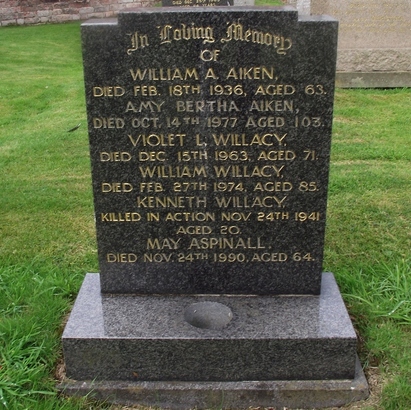 In Loving Memory
OF
WILLIAM A. AIKEN,
DIED FEB. 18TH 1936, AGED 63.
AMY BERTHA AIKEN,
DIED OCT. 14TH 1977 AGED 103.
VIOLET L. WILLACY,
DIED DEC. 15TH 1963, AGED 71.
WILLIAM WILLACY,
DIED FEB. 27TH 1974, AGED 85.
KENNETH WILLACY,
KILLED IN ACTION NOV. 24TH 1941
AGED 20.
MAY ASPINALL.
DIED NOV. 24TH 1990, AGED 64.